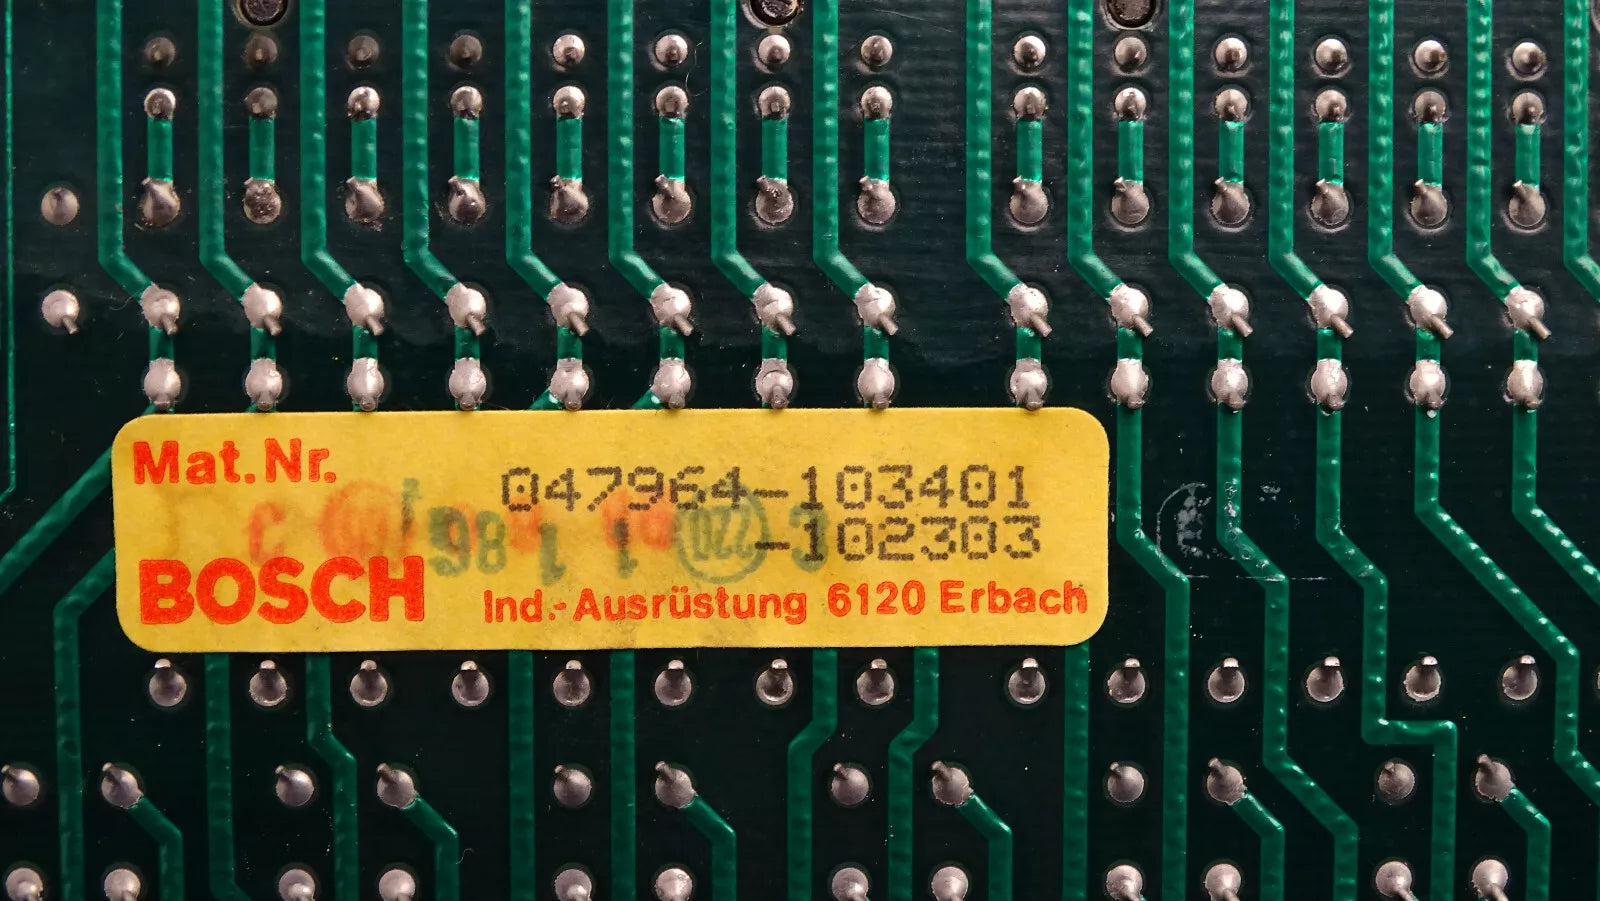 Mat.Nr.
047964-103401
-102303
BOSCH
Ind.-Ausrüstung 6120 Erbach